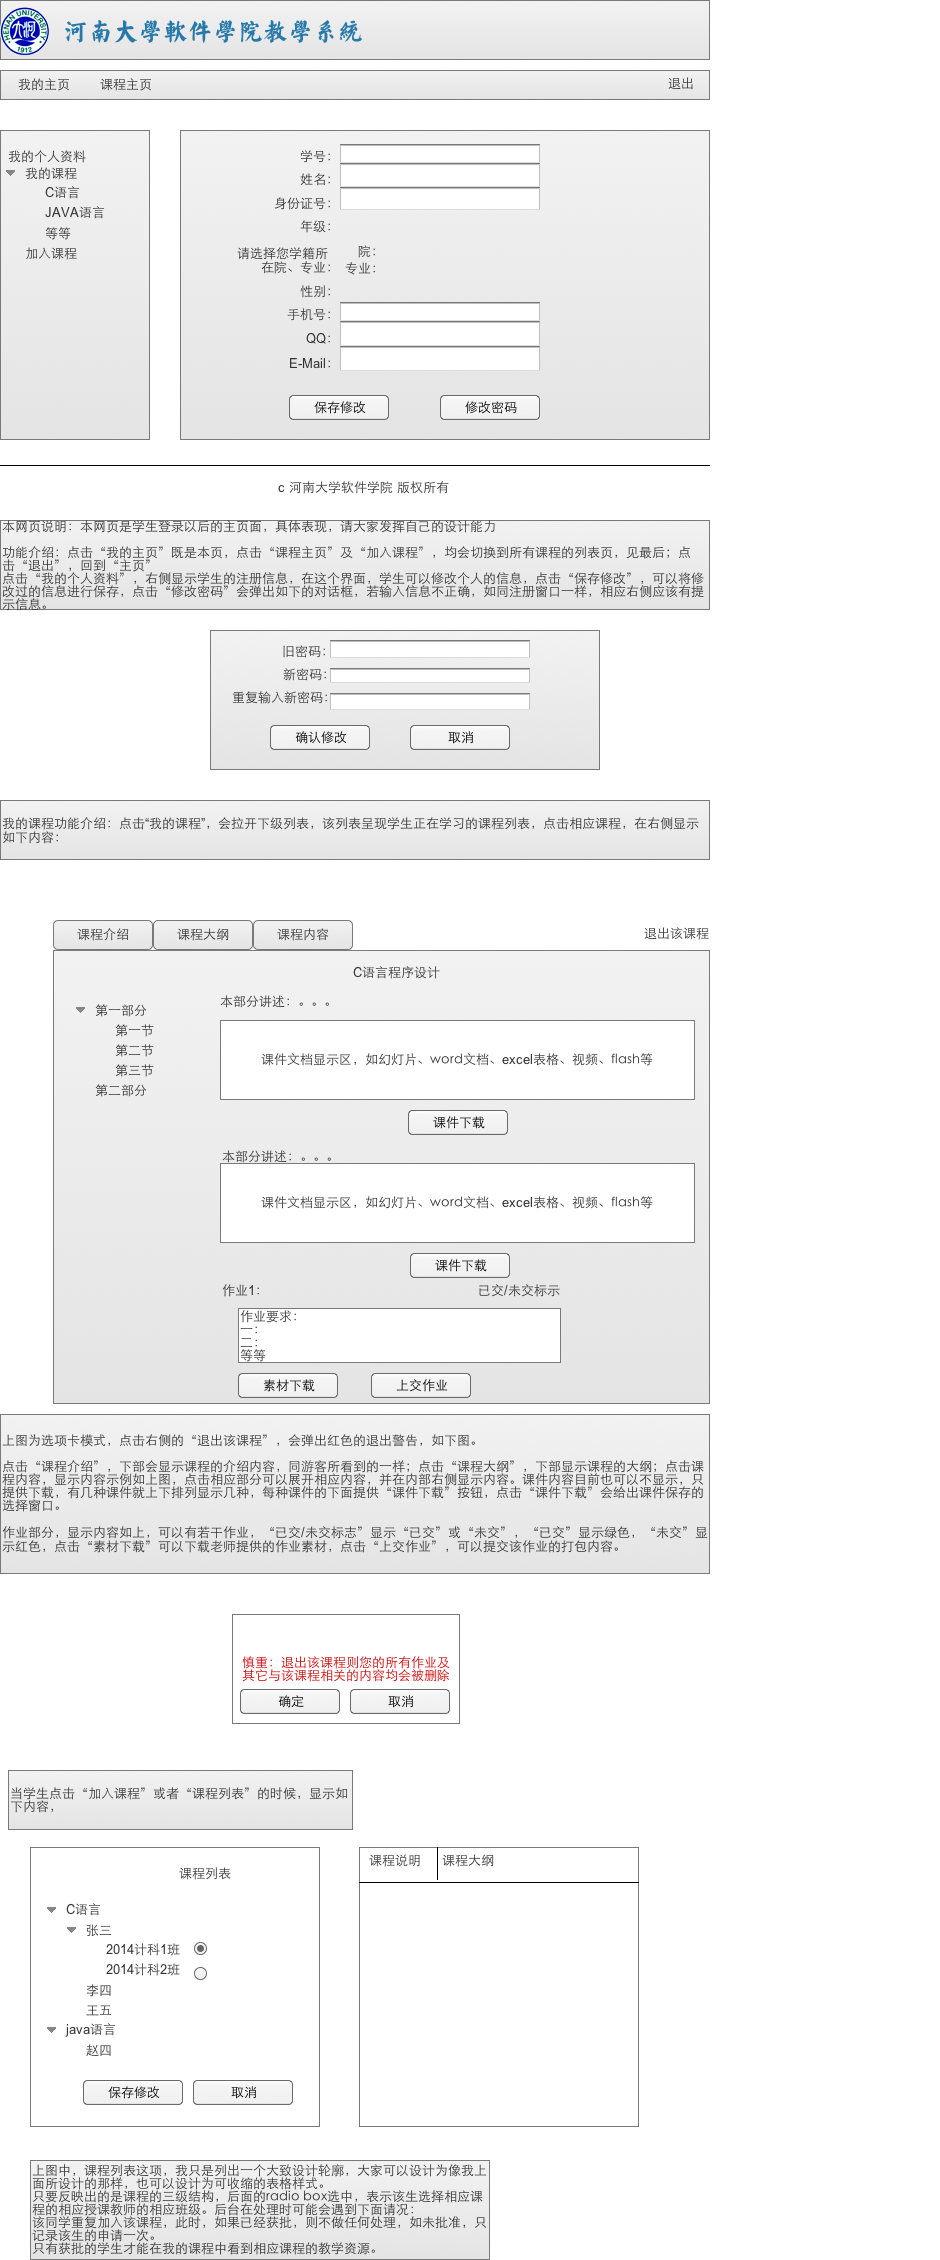 HENAN UNIVERSITY
1912
河南大學軟件學院教學系統
我的主页 课程主页 退出
我的个人资料
我的课程
C语言
JAVA语言
等等
加入课程
学号：
姓名：
身份证号：
年级：
请选择您学籍所
在院、专业：
院：
专业：
性别：
手机号：
QQ：
E-Mail：
保存修改 修改密码
c 河南大学软件学院 版权所有
本网页说明：本网页是学生登录以后的主页面，具体表现，请大家发挥自己的设计能力
功能介绍：点击“我的主页”既是本页，点击“课程主页”及“加入课程”，均会切换到所有课程的列表页，见最后；点
击“退出”，回到“主页”
点击“我的个人资料”，右侧显示学生的注册信息，在这个界面，学生可以修改个人的信息，点击“保存修改”，可以将修
改过的信息进行保存，点击“修改密码”会弹出如下的对话框，若输入信息不正确，如同注册窗口一样，相应右侧应该有提
示信息。
旧密码：
新密码：
重复输入新密码：
确认修改 取消
我的课程功能介绍：点击“我的课程”，会拉开下级列表，该列表呈现学生正在学习的课程列表，点击相应课程，在右侧显示
如下内容：
课程介绍 课程大纲 课程内容 退出该课程
C语言程序设计
第一部分
第一节
第二节
第三节
第二部分
本部分讲述：。。。
课件文档显示区，如幻灯片、word文档、excel表格、视频、flash等
课件下载
本部分讲述：。。。
课件文档显示区，如幻灯片、word文档、excel表格、视频、flash等
课件下载
作业1： 已交/未交标示
作业要求：
一：
二：
等等
素材下载 上交作业
上图为选项卡模式，点击右侧的“退出该课程”，会弹出红色的退出警告，如下图。
点击“课程介绍”，下部会显示课程的介绍内容，同游客所看到的一样；点击“课程大纲”，下部显示课程的大纲；点击课
程内容，显示内容示例如上图，点击相应部分可以展开相应内容，并在内部右侧显示内容。课件内容目前也可以不显示，只
提供下载，有几种课件就上下排列显示几种，每种课件的下面提供“课件下载”按钮，点击“课件下载”会给出课件保存的
选择窗口。
作业部分，显示内容如上，可以有若干作业，“已交/未交标志”显示“已交”或“未交”，“已交”显示绿色，“未交”显
示红色，点击“素材下载”可以下载老师提供的作业素材，点击“上交作业”，可以提交该作业的打包内容。
慎重：退出该课程则您的所有作业及
其它与该课程相关的内容均会被删除
确定 取消
当学生点击“加入课程”或者“课程列表”的时候，显示如
下内容，
课程列表
C语言
张三
2014计科1班
2014计科2班
李四
王五
java语言
赵四
保存修改 取消
课程说明 课程大纲
上图中，课程列表这项，我只是列出一个大致设计轮廓，大家可以设计为像我上
面所设计的那样，也可以设计为可收缩的表格样式。
只要反映出的是课程的三级结构，后面的radio box选中，表示该生选择相应课
程的相应授课教师的相应班级。后台在处理时可能会遇到下面请况：
该同学重复加入该课程，此时，如果已经获批，则不做任何处理，如未批准，只
记录该生的申请一次。
只有获批的学生才能在我的课程中看到相应课程的教学资源。